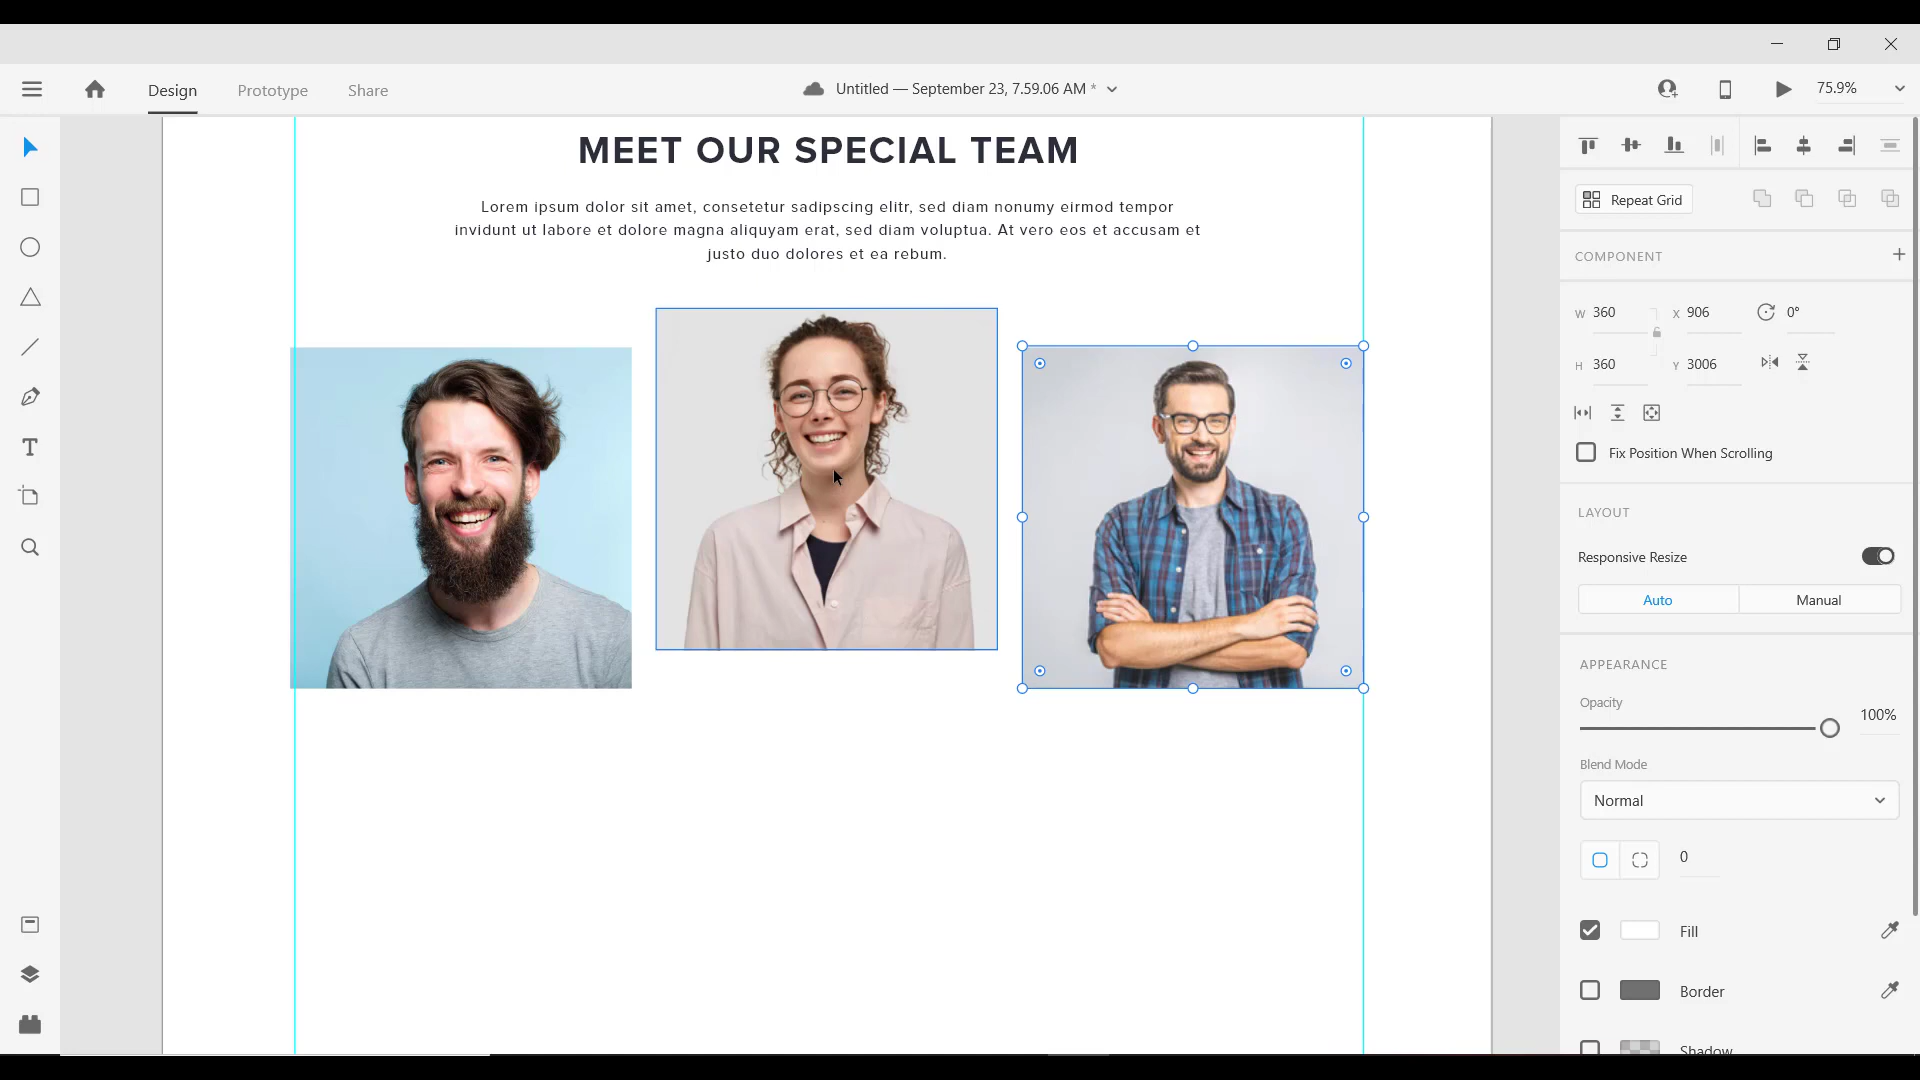 Design
Prototype
Share
Untitled — September 23, 7.59.06 AM *
75.9%
MEET OUR SPECIAL TEAM
Lorem ipsum dolor sit amet, consetetur sadipscing elitr, sed diam nonumy eirmod tempor
invidunt ut labore et dolore magna aliquyam erat, sed diam voluptua. At vero eos et accusam et
justo duo dolores et ea rebum.
Repeat Grid
COMPONENT
W 360
X 906
0°
H 360
Y 3006
Fix Position When Scrolling
LAYOUT
Responsive Resize
Auto
Manual
APPEARANCE
Opacity
100%
Blend Mode
Normal
0
Fill
Border
Shadow
T